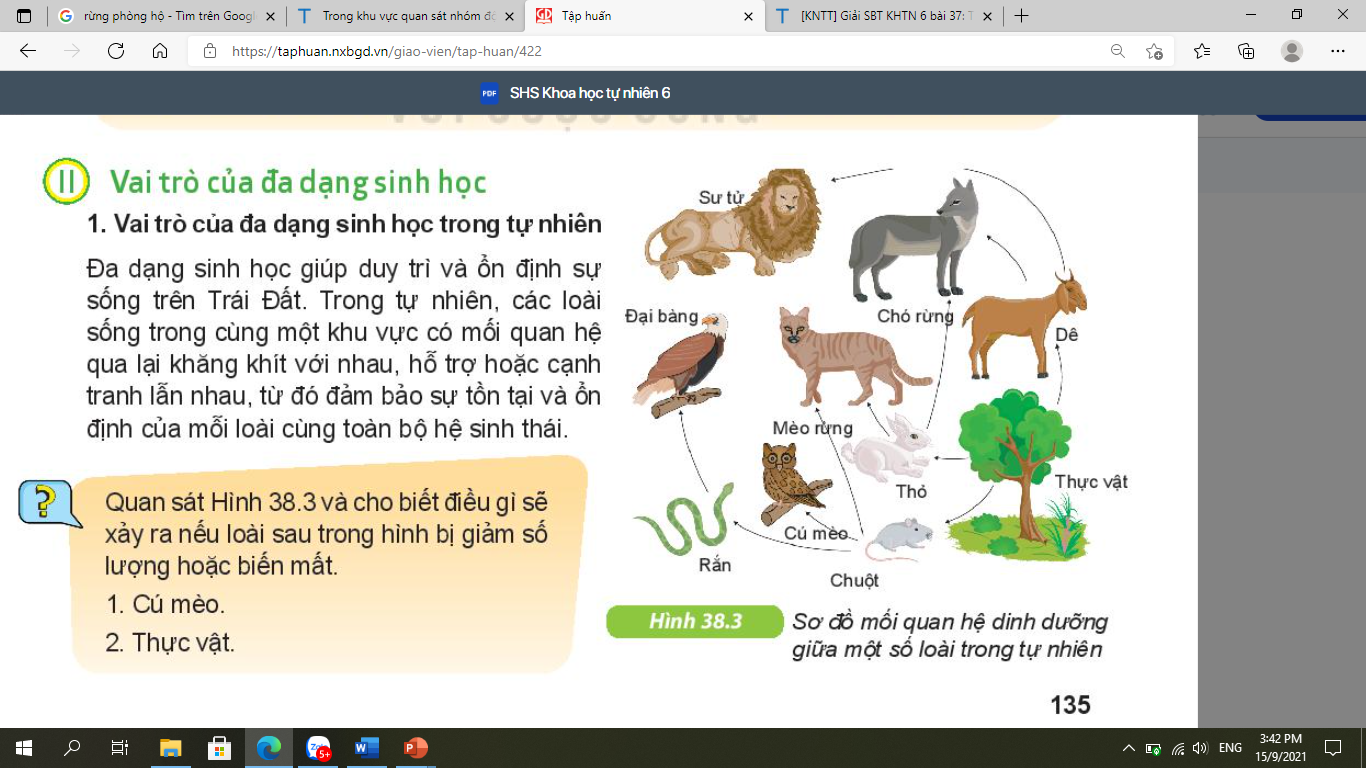 rừng phòng hộ - Tìm trên Googl
Trong khu vực quan sát nhóm đ
Tập huấn
[KNTT] Giải SBT KHTN 6 bài 37: T
https://taphuan.nxbgd.vn/giao-vien/tap-huan/422
PDF SHS Khoa học tự nhiên 6
II Vai trò của đa dạng sinh học
1. Vai trò của đa dạng sinh học trong tự nhiên
Đa dạng sinh học giúp duy trì và ổn định sự
sống trên Trái Đất. Trong tự nhiên, các loài
sống trong cùng một khu vực có mối quan hệ
qua lại khăng khít với nhau, hỗ trợ hoặc cạnh
tranh lẫn nhau, từ đó đảm bảo sự tồn tại và ổn
định của mỗi loài cùng toàn bộ hệ sinh thái.
?
Quan sát Hình 38.3 và cho biết điều gì sẽ
xảy ra nếu loài sau trong hình bị giảm số
lượng hoặc biến mất.
1. Cú mèo.
2. Thực vật.
Sư tử
Đại bàng
Chó rừng
Dê
Mèo rừng
Thỏ
Thực vật
Cú mèo
Rắn
Chuột
Hình 38.3 Sơ đồ mối quan hệ dinh dưỡng
giữa một số loài trong tự nhiên
135
5+
ENG
3:42 PM
15/9/2021